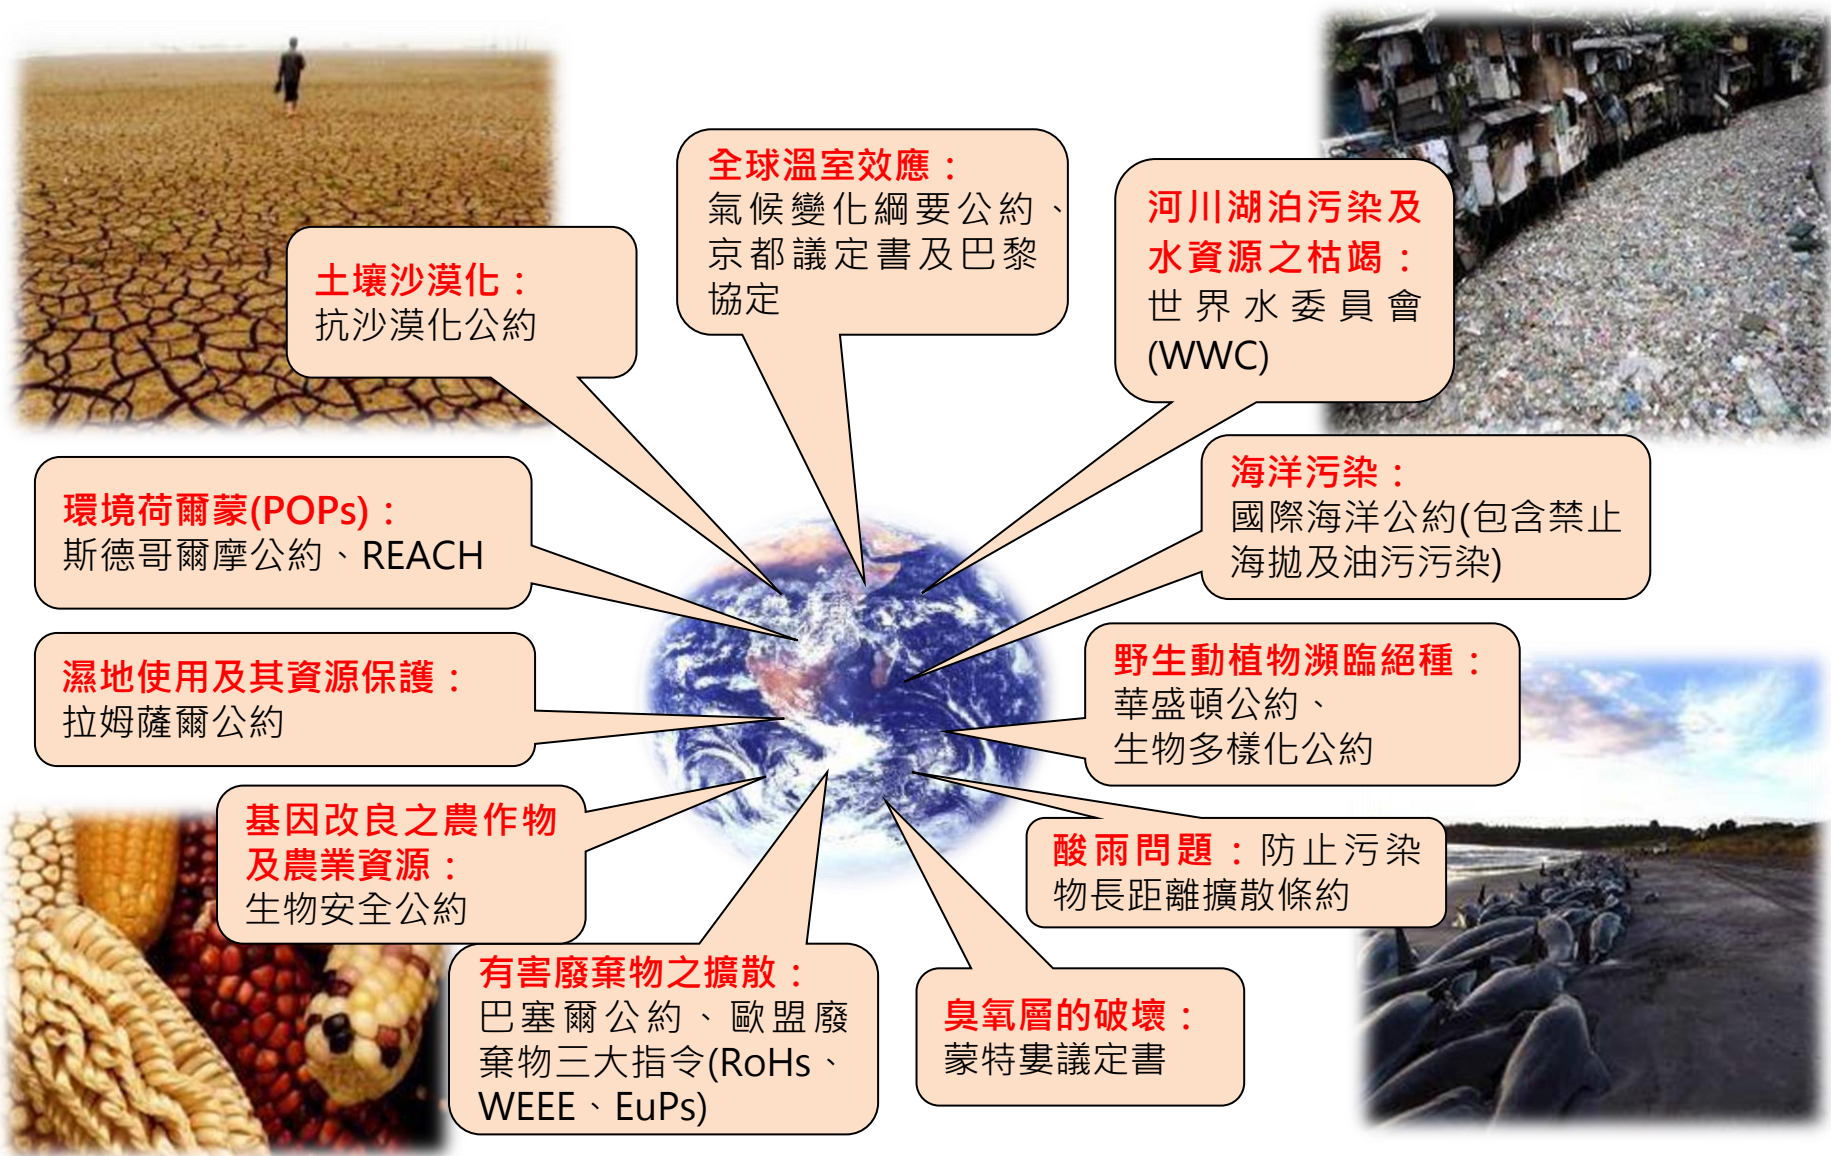 全球溫室效應：
氣候變化綱要公約、
京都議定書及巴黎
協定
河川湖泊污染及
水資源之枯竭：
世界水委員會
(WWC)
土壤沙漠化：
抗沙漠化公約
環境荷爾蒙(POPs)：
斯德哥爾摩公約、REACH
海洋污染：
國際海洋公約(包含禁止
海拋及油污污染)
濕地使用及其資源保護：
拉姆薩爾公約
野生動植物瀕臨絕種：
華盛頓公約、
生物多樣化公約
基因改良之農作物
及農業資源：
生物安全公約
酸雨問題：防止污染
物長距離擴散條約
有害廢棄物之擴散：
巴塞爾公約、歐盟廢
棄物三大指令(RoHs、
WEEE、EuPs)
臭氧層的破壞：
蒙特婁議定書